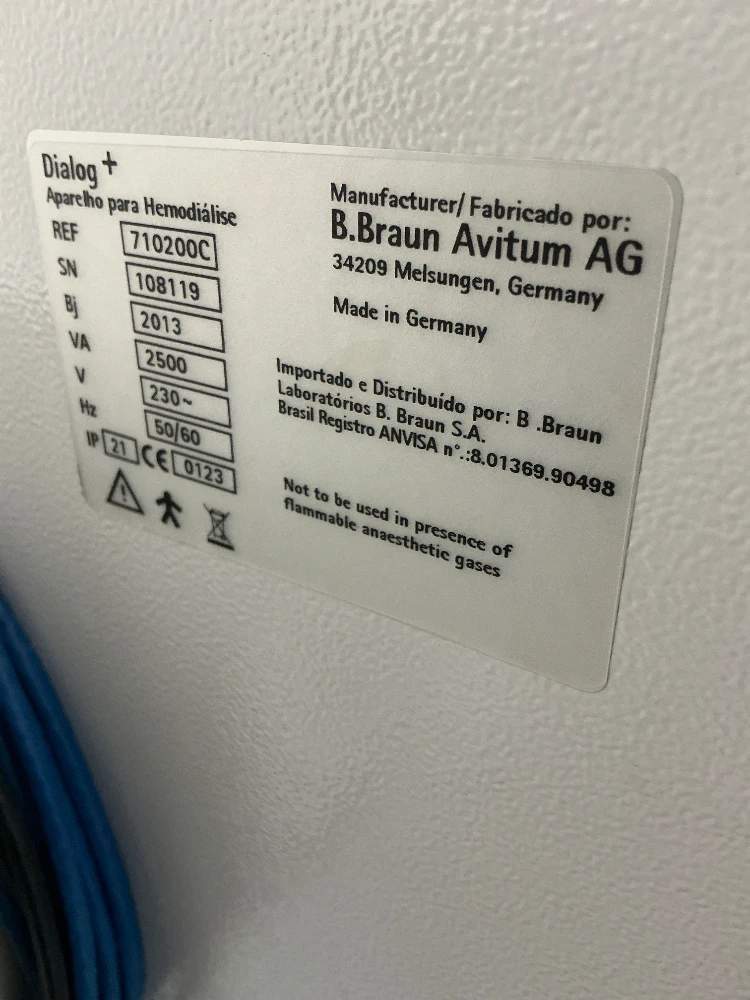 Dialog+
Aparelho para Hemodiálise
REF 710200C
SN 108119
Bj 2013
VA 2500
V 230~
Hz 50/60
IP 21 CE 0123
Manufacturer/ Fabricado por:
B.Braun Avitum AG
34209 Melsungen, Germany
Made in Germany
Importado e Distribuído por: B .Braun
Laboratórios B. Braun S.A.
Brasil Registro ANVISA n°.:8.01369.90498
Not to be used in presence of
flammable anaesthetic gases